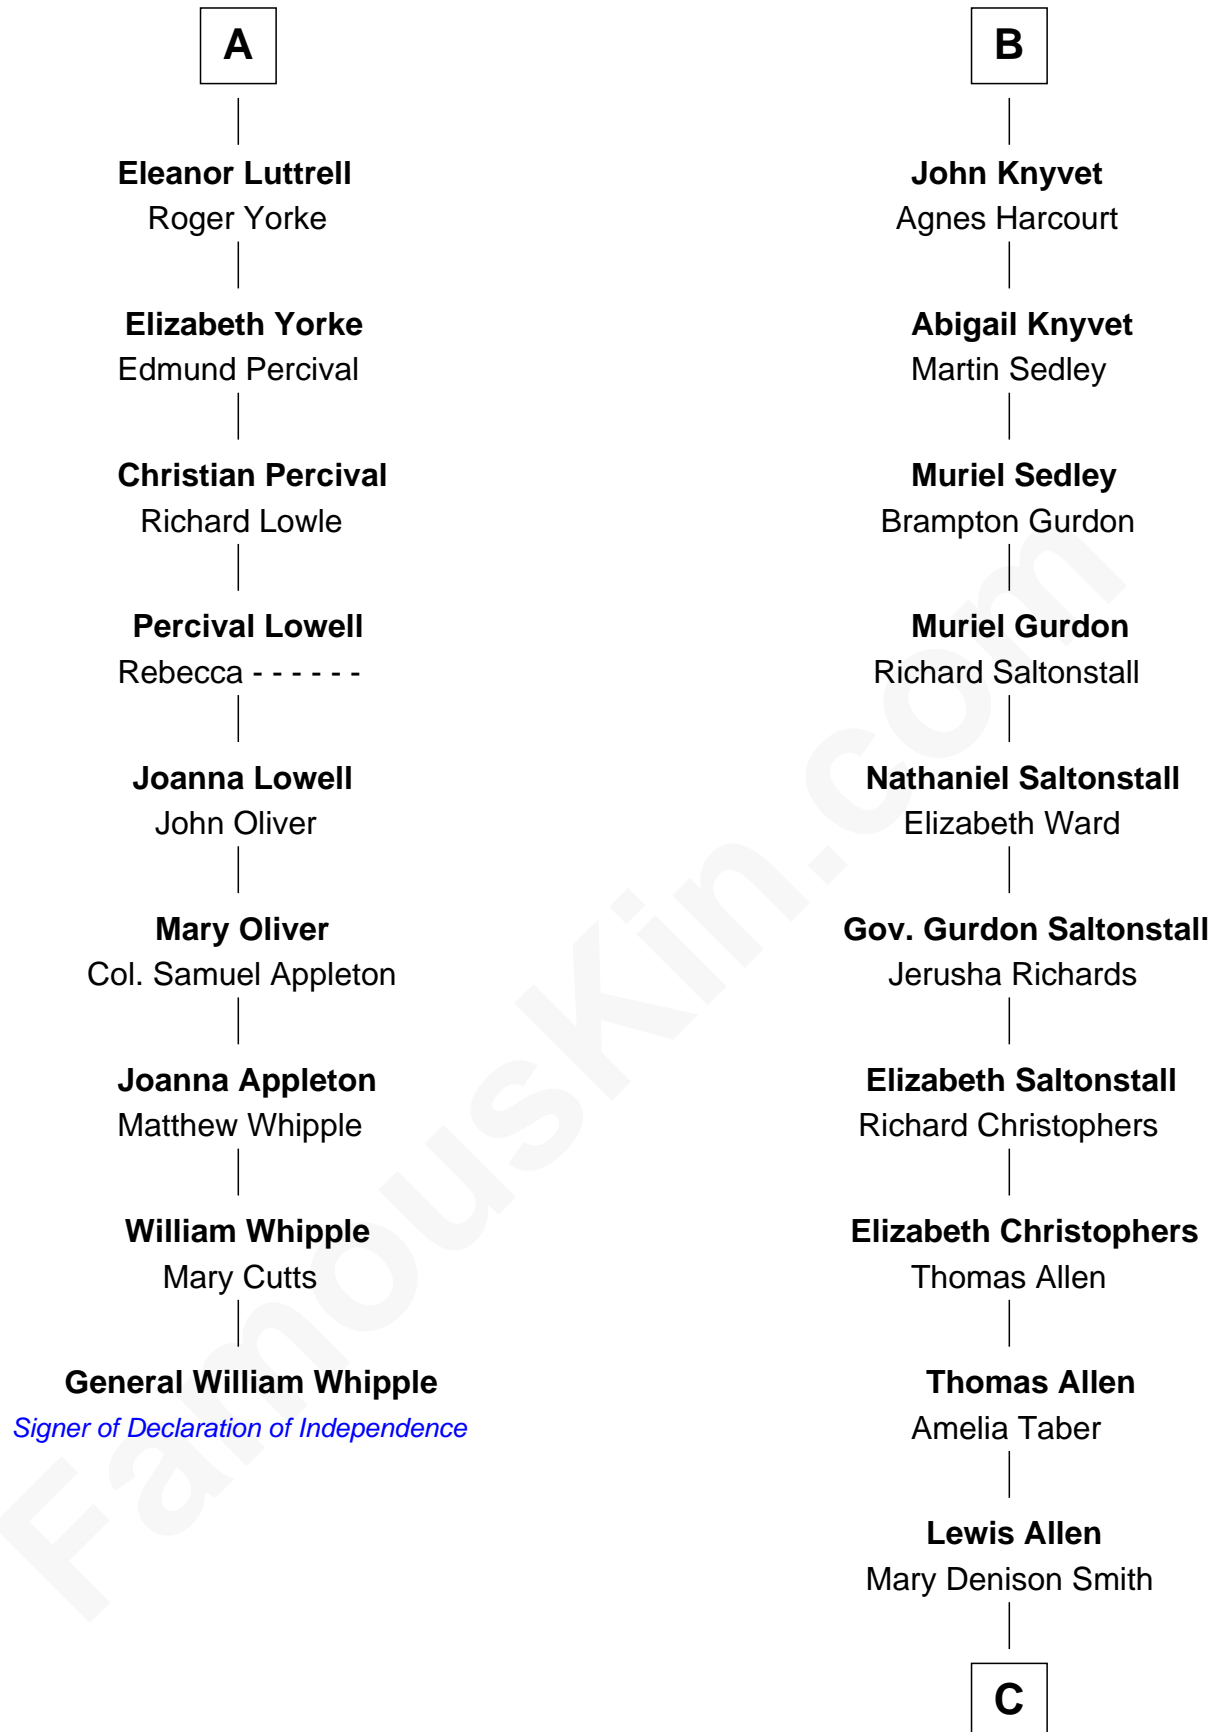 A
Eleanor Luttrell
Roger Yorke
Elizabeth Yorke
Edmund Percival
Christian Percival
Richard Lowle
Percival Lowell
Rebecca - - - - - -
Joanna Lowell
John Oliver
Mary Oliver
Col. Samuel Appleton
Joanna Appleton
Matthew Whipple
William Whipple
Mary Cutts
General William Whipple
Signer of Declaration of Independence
B
John Knyvet
Agnes Harcourt
Abigail Knyvet
Martin Sedley
Muriel Sedley
Brampton Gurdon
Muriel Gurdon
Richard Saltonstall
Nathaniel Saltonstall
Elizabeth Ward
Gov. Gurdon Saltonstall
Jerusha Richards
Elizabeth Saltonstall
Richard Christophers
Elizabeth Christophers
Thomas Allen
Thomas Allen
Amelia Taber
Lewis Allen
Mary Denison Smith
C
FamousKin.com